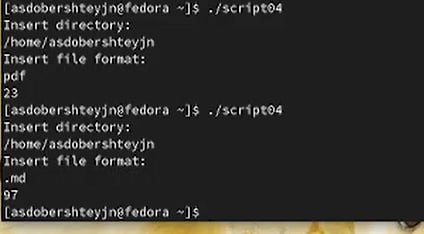 [asdobershteyjn@fedora ~]$ ./script04
Insert directory:
/home/asdobershteyjn
Insert file format:
pdf
23
[asdobershteyjn@fedora ~]$ ./script04
Insert directory:
/home/asdobershteyjn
Insert file format:
.md
97
[asdobershteyjn@fedora ~]$